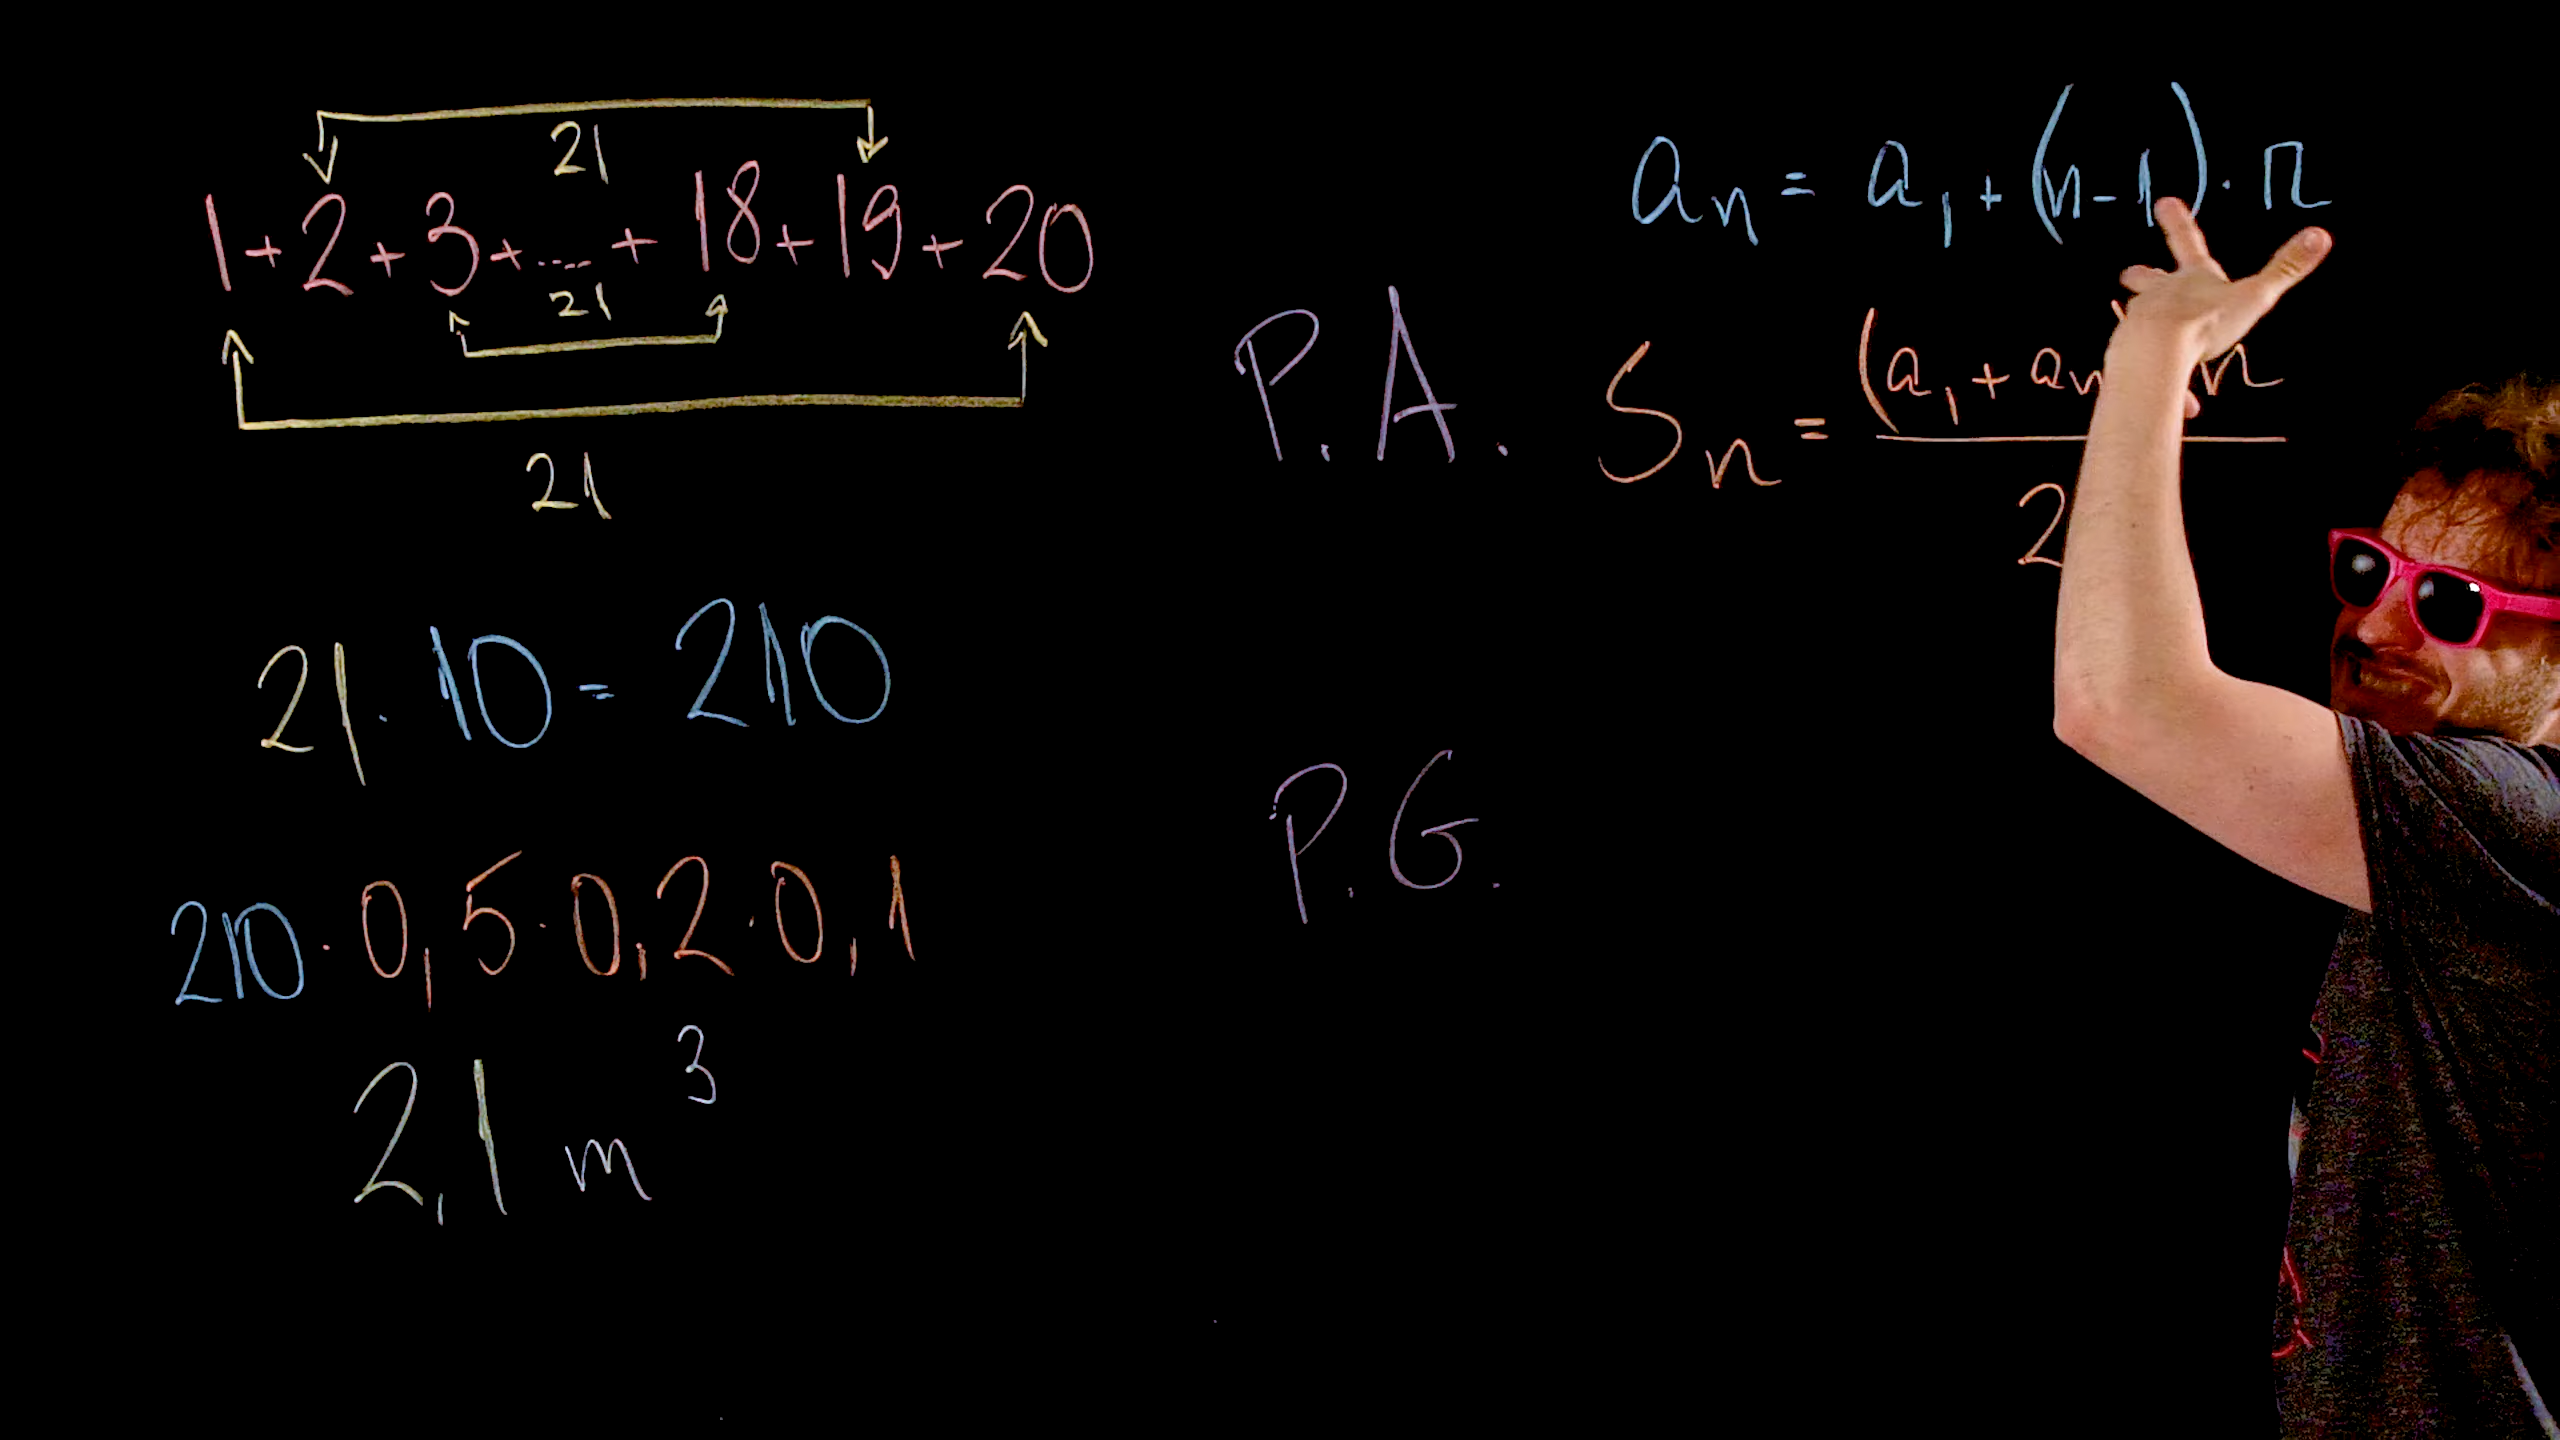 21
1 + 2 + 3 + .... + 18 + 19 + 20
21
21
21 · 10 = 210
210 · 0,5 · 0,2 · 0,1
2,1 m³
aₙ = a₁ + (n - 1) · r
P.A. Sₙ = (a₁ + aₙ) n
2
P.G.